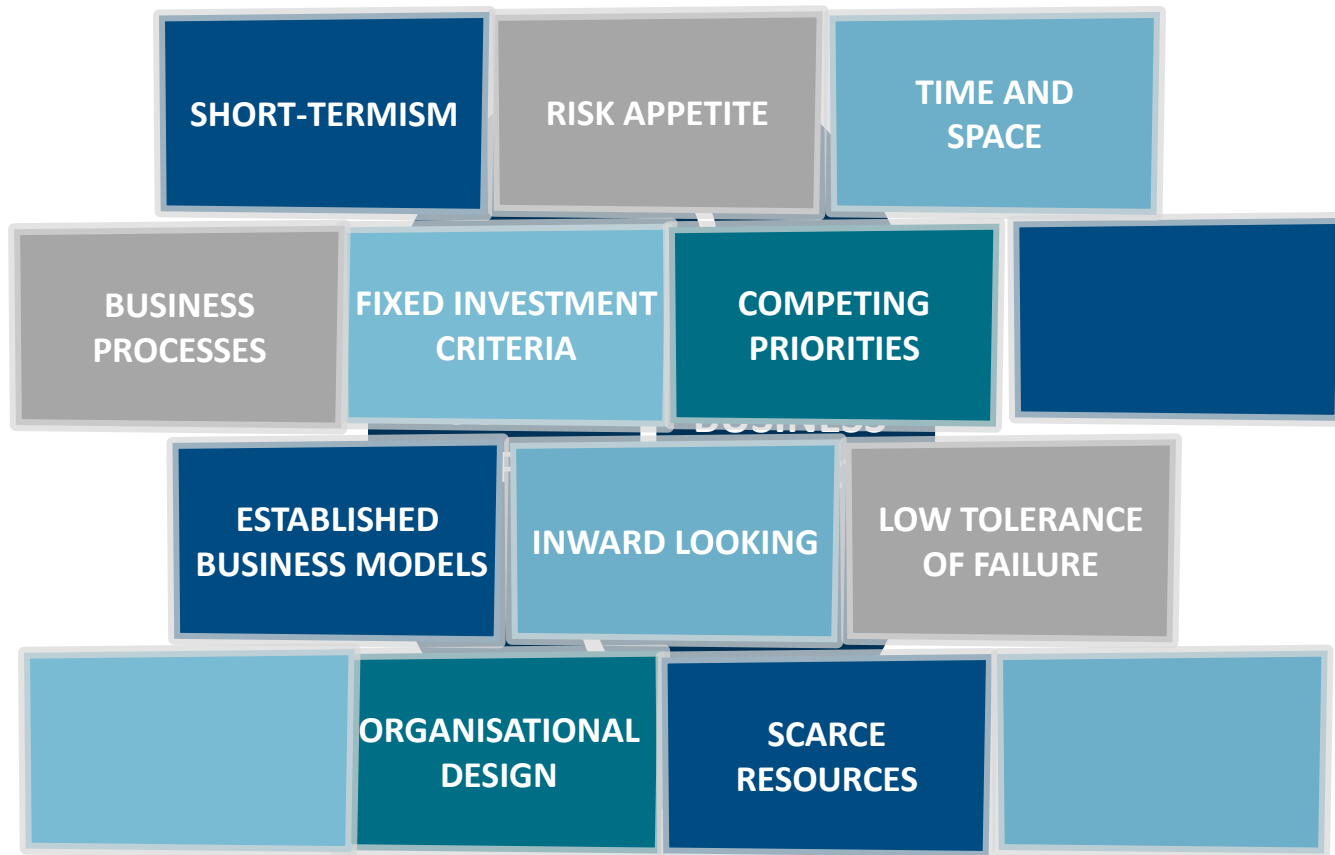 SHORT-TERMISM
RISK APPETITE
TIME AND
SPACE
BUSINESS
PROCESSES
FIXED INVESTMENT
CRITERIA
COMPETING
PRIORITIES
BUSINESS
ESTABLISHED
BUSINESS MODELS
INWARD LOOKING
LOW TOLERANCE
OF FAILURE
ORGANISATIONAL
DESIGN
SCARCE
RESOURCES